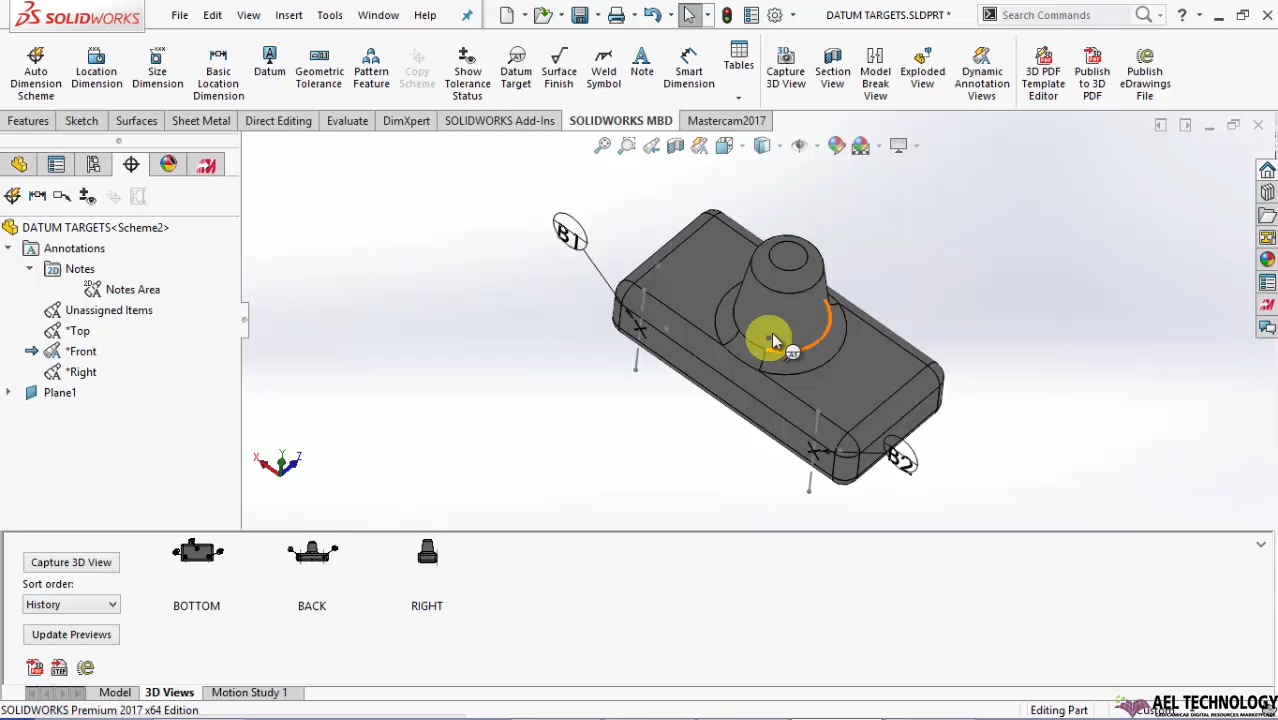 SOLIDWORKS File Edit View Insert Tools Window Help DATUM TARGETS.SLDPRT * Search Commands ?
Auto Dimension Scheme
Location Dimension
Size Dimension
Basic Location Dimension
Datum
Geometric Tolerance
Pattern Feature
Copy Scheme
Show Tolerance Status
Datum Target
Surface Finish
Weld Symbol
Note
Smart Dimension
Tables
Capture 3D View
Section View
Model Break View
Exploded View
Dynamic Annotation Views
3D PDF Template Editor
Publish to 3D PDF
Publish to eDrawings File
Features Sketch Surfaces Sheet Metal Direct Editing Evaluate DimXpert SOLIDWORKS Add-Ins SOLIDWORKS MBD Mastercam2017
DATUM TARGETS<Scheme2>
Annotations
Notes
Notes Area
Unassigned Items
*Top
*Front
*Right
Plane1
B1
X
X
B2
X Y Z
Capture 3D View
Sort order:
History
Update Previews
BOTTOM BACK RIGHT
Model 3D Views Motion Study 1
SOLIDWORKS Premium 2017 x64 Edition Editing Part
AEL TECHNOLOGY